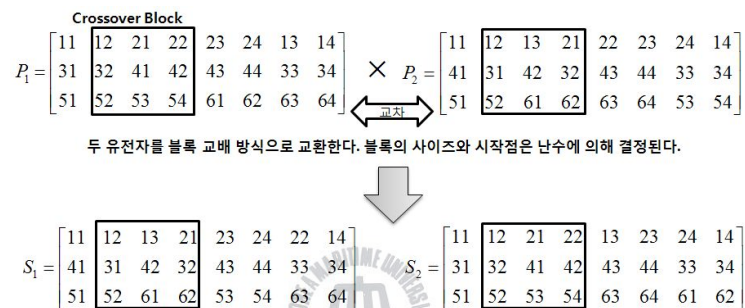 Crossover Block
P₁ = [11 12 21 22 23 24 13 14] × P₂ = [11 12 13 21 22 23 24 14]
31 32 41 42 43 44 33 34 41 31 42 32 43 44 33 34
51 52 53 54 61 62 63 64 51 52 61 62 63 64 53 54
교차
두 유전자를 블록 교배 방식으로 교환한다. 블록의 사이즈와 시작점은 난수에 의해 결정된다.
S₁ = [11 12 13 21 23 24 22 14] S₂ = [11 12 21 22 13 23 24 14]
41 31 42 32 43 44 33 34 31 32 41 42 43 44 33 34
51 52 61 62 53 54 63 64 51 52 53 54 63 64 61 62